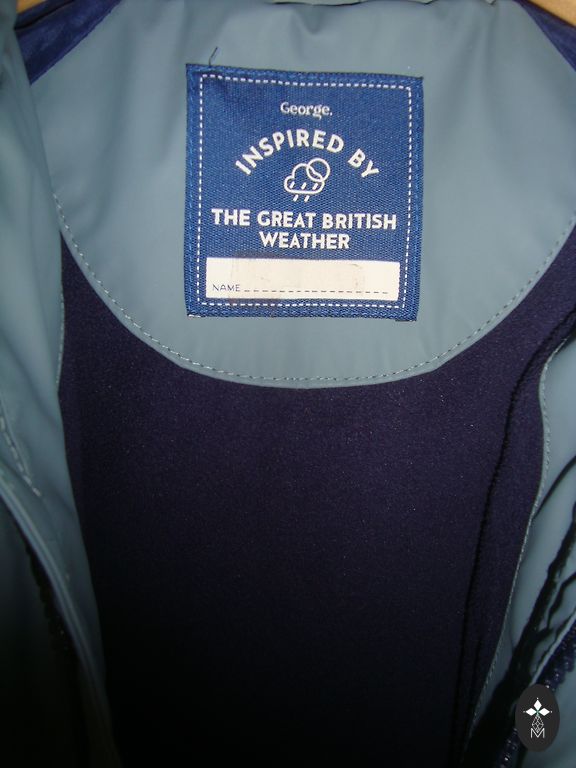 George.
INSPIRED BY
THE GREAT BRITISH
WEATHER
NAME
M